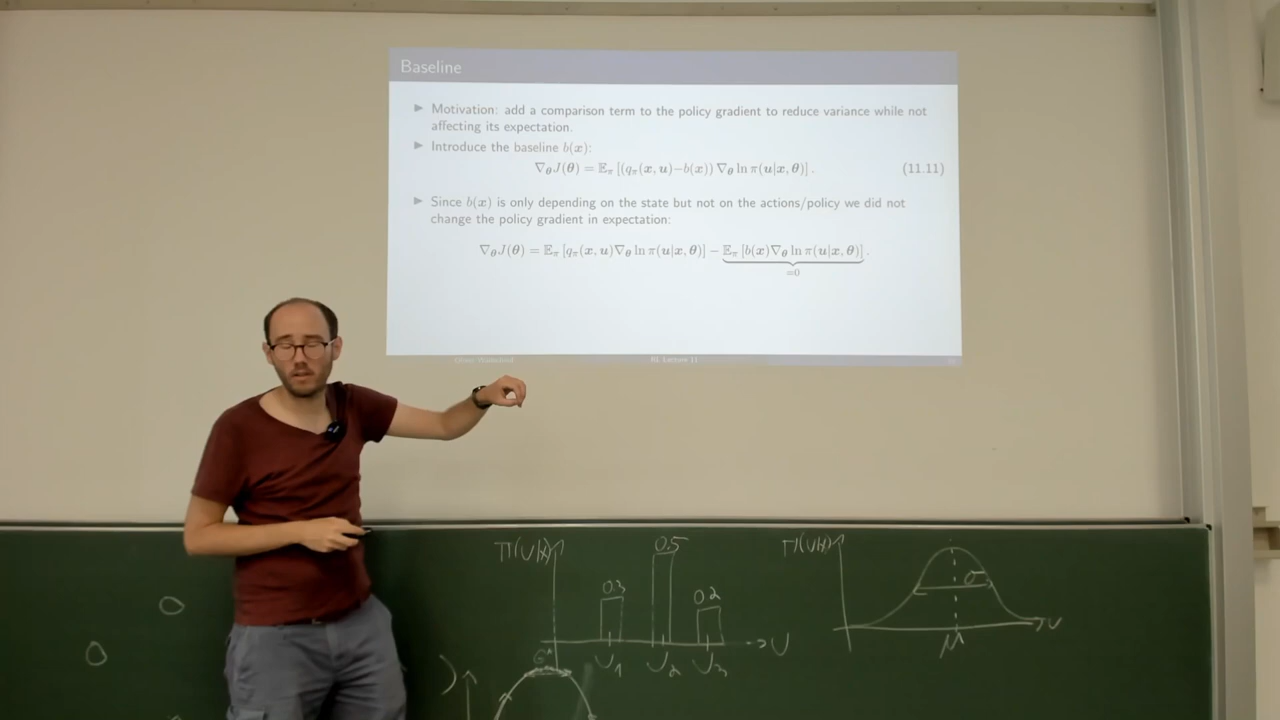 Baseline
▶ Motivation: add a comparison term to the policy gradient to reduce variance while not
affecting its expectation.
▶ Introduce the baseline b(x):
∇θJ(θ) = 𝔼π [(qπ(x, u)−b(x)) ∇θ ln π(u|x, θ)] . (11.11)
▶ Since b(x) is only depending on the state but not on the actions/policy we did not
change the policy gradient in expectation:
∇θJ(θ) = 𝔼π [qπ(x, u)∇θ ln π(u|x, θ)] − 𝔼π [b(x)∇θ ln π(u|x, θ)] .
=0
RL Lecture 11
π(u|x) 0.3 0.5 0.2 U
U1 U2 U3
π(u|x) σ U
μ
θ*